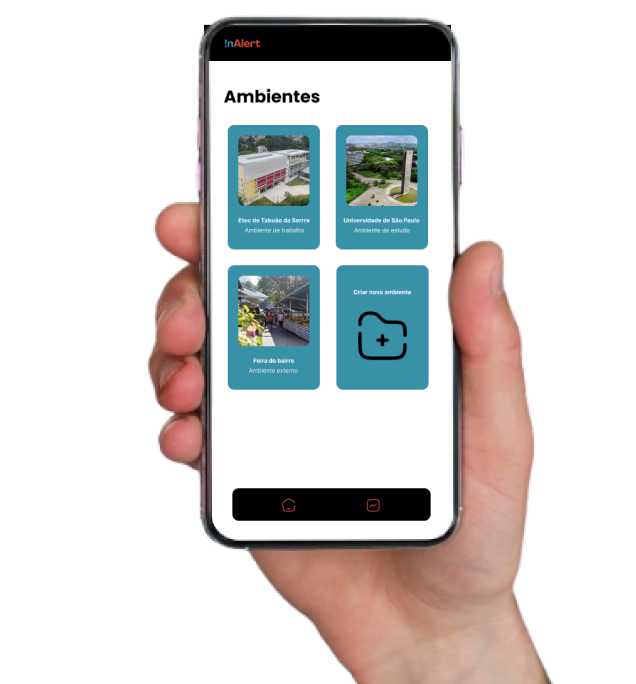 !nAlert
Ambientes
Etec de Taboão da Serrra
Ambiente de trabalho
Universidade de São Paulo
Ambiente de estudo
Feira do bairro
Ambiente externo
Criar novo ambiente